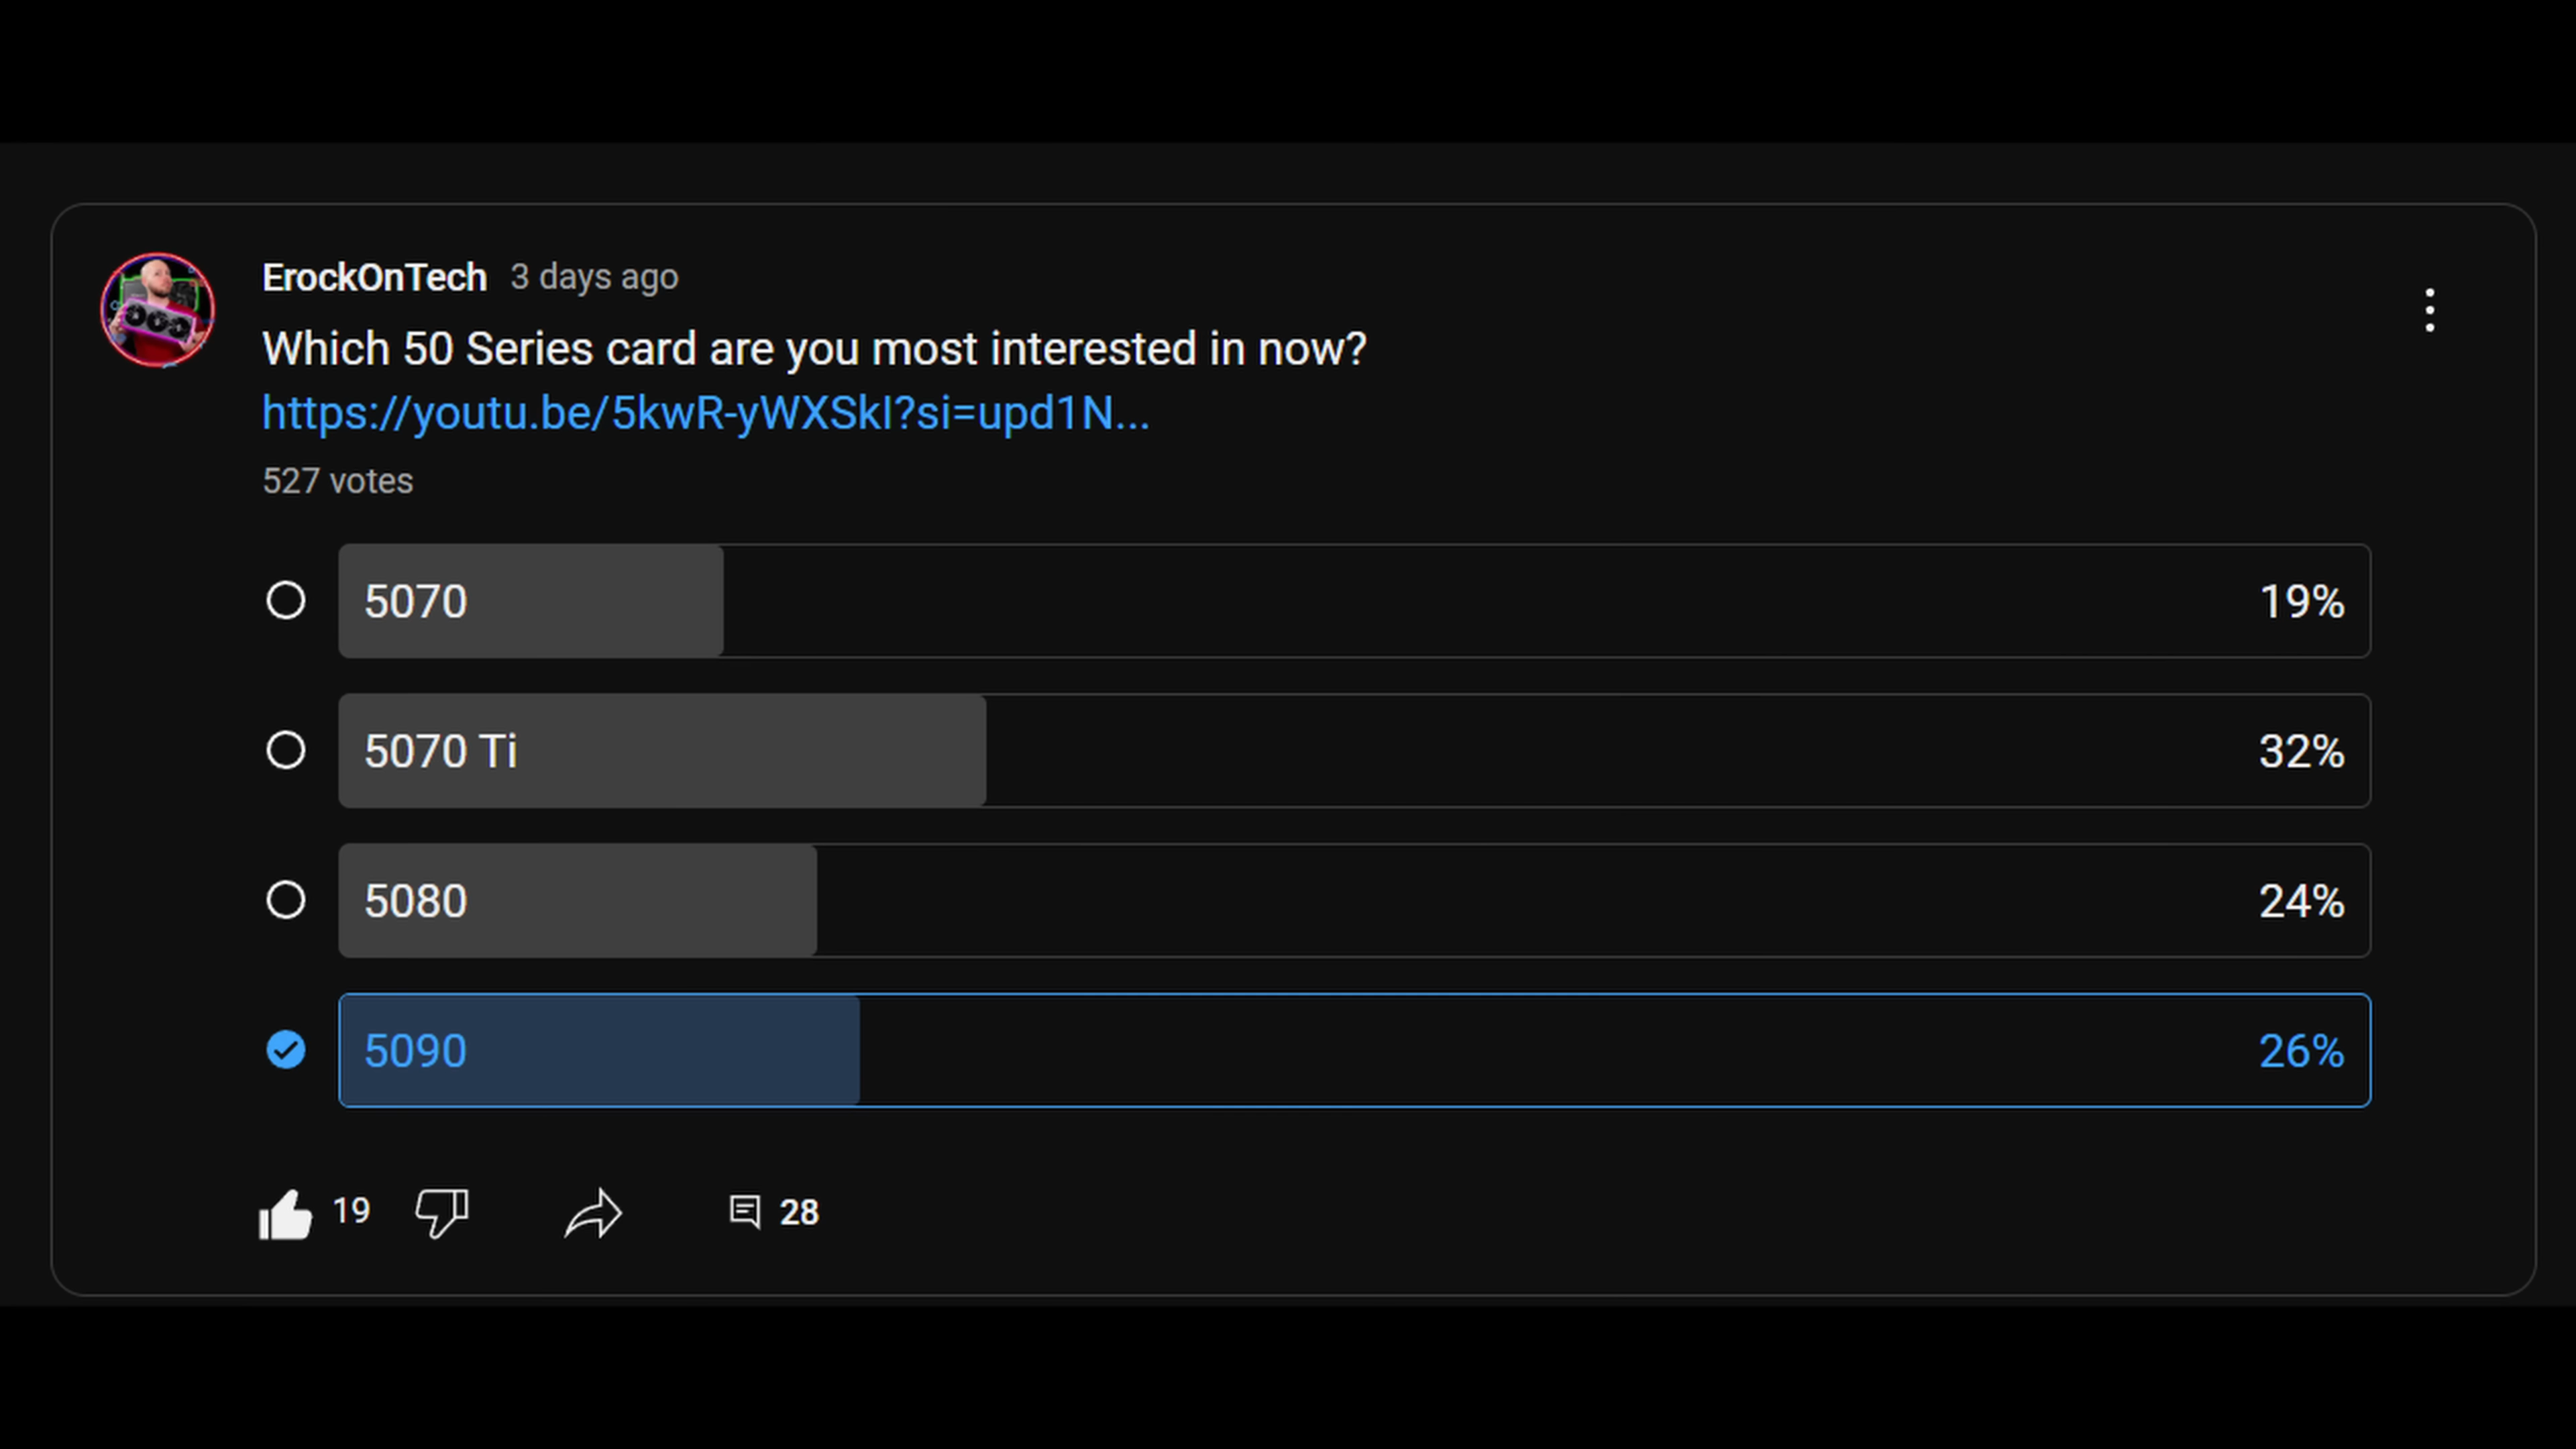 ErockOnTech 3 days ago
Which 50 Series card are you most interested in now?
https://youtu.be/5kwR-yWXSkI?si=upd1N...
527 votes
5070 19%
5070 Ti 32%
5080 24%
5090 26%
19 28